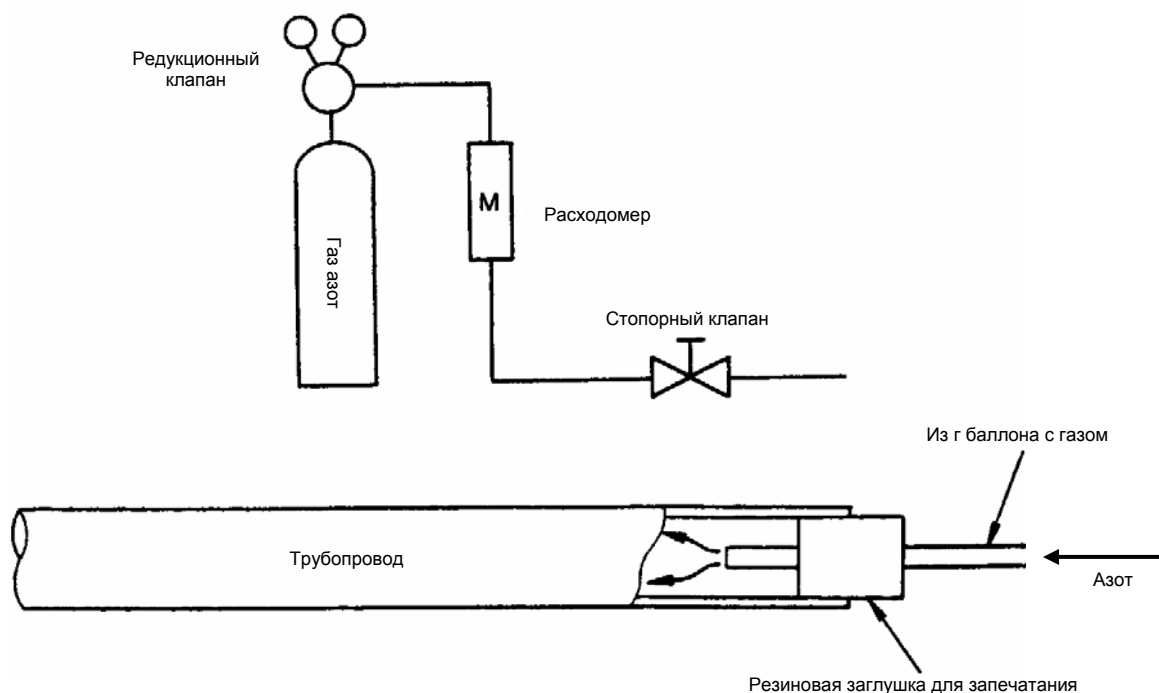 Редукционный
клапан
М
Расходомер
Газ азот
Стопорный клапан
Из г баллона с газом
Трубопровод
Азот
Резиновая заглушка для запечатания